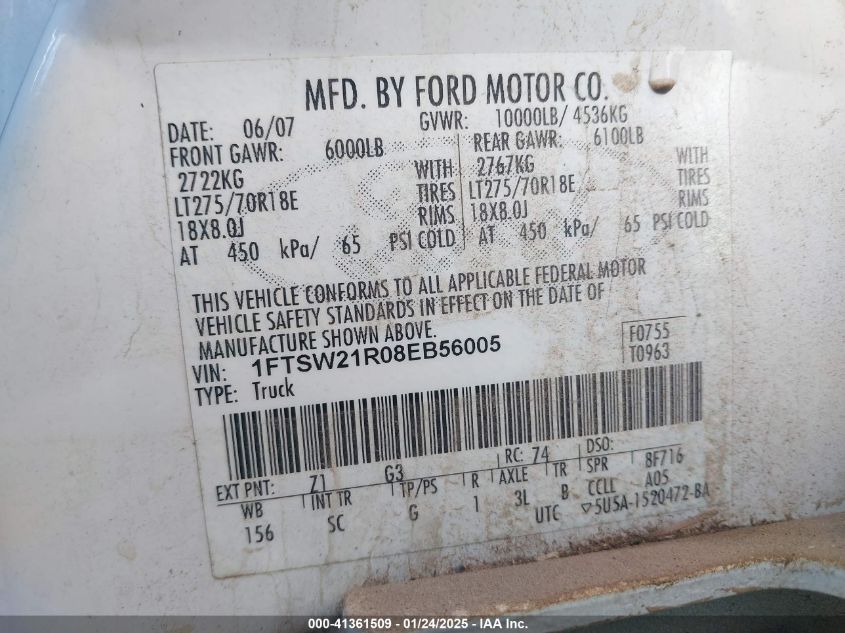 MFD. BY FORD MOTOR CO.
DATE: 06/07 GVWR: 10000LB/ 4536KG
FRONT GAWR: 6000LB REAR GAWR: 6100LB
2722KG WITH 2767KG WITH
LT275/70R18E TIRES LT275/70R18E TIRES
18X8.0J RIMS 18X8.0J RIMS
AT 450 kPa/ 65 PSI COLD AT 450 kPa/ 65 PSI COLD
THIS VEHICLE CONFORMS TO ALL APPLICABLE FEDERAL MOTOR
VEHICLE SAFETY STANDARDS IN EFFECT ON THE DATE OF
MANUFACTURE SHOWN ABOVE.
VIN: 1FTSW21R08EB56005
F0755
T0963
TYPE: Truck
EXT PNT: Z1 G3 RC: 74 DSO:
WB INT TR TP/PS R AXLE TR SPR 8F716
156 SC G 1 3L B CCLL A05
UTC ▽5U5A-1520472-BA
000-41361509 - 01/24/2025 - IAA Inc.